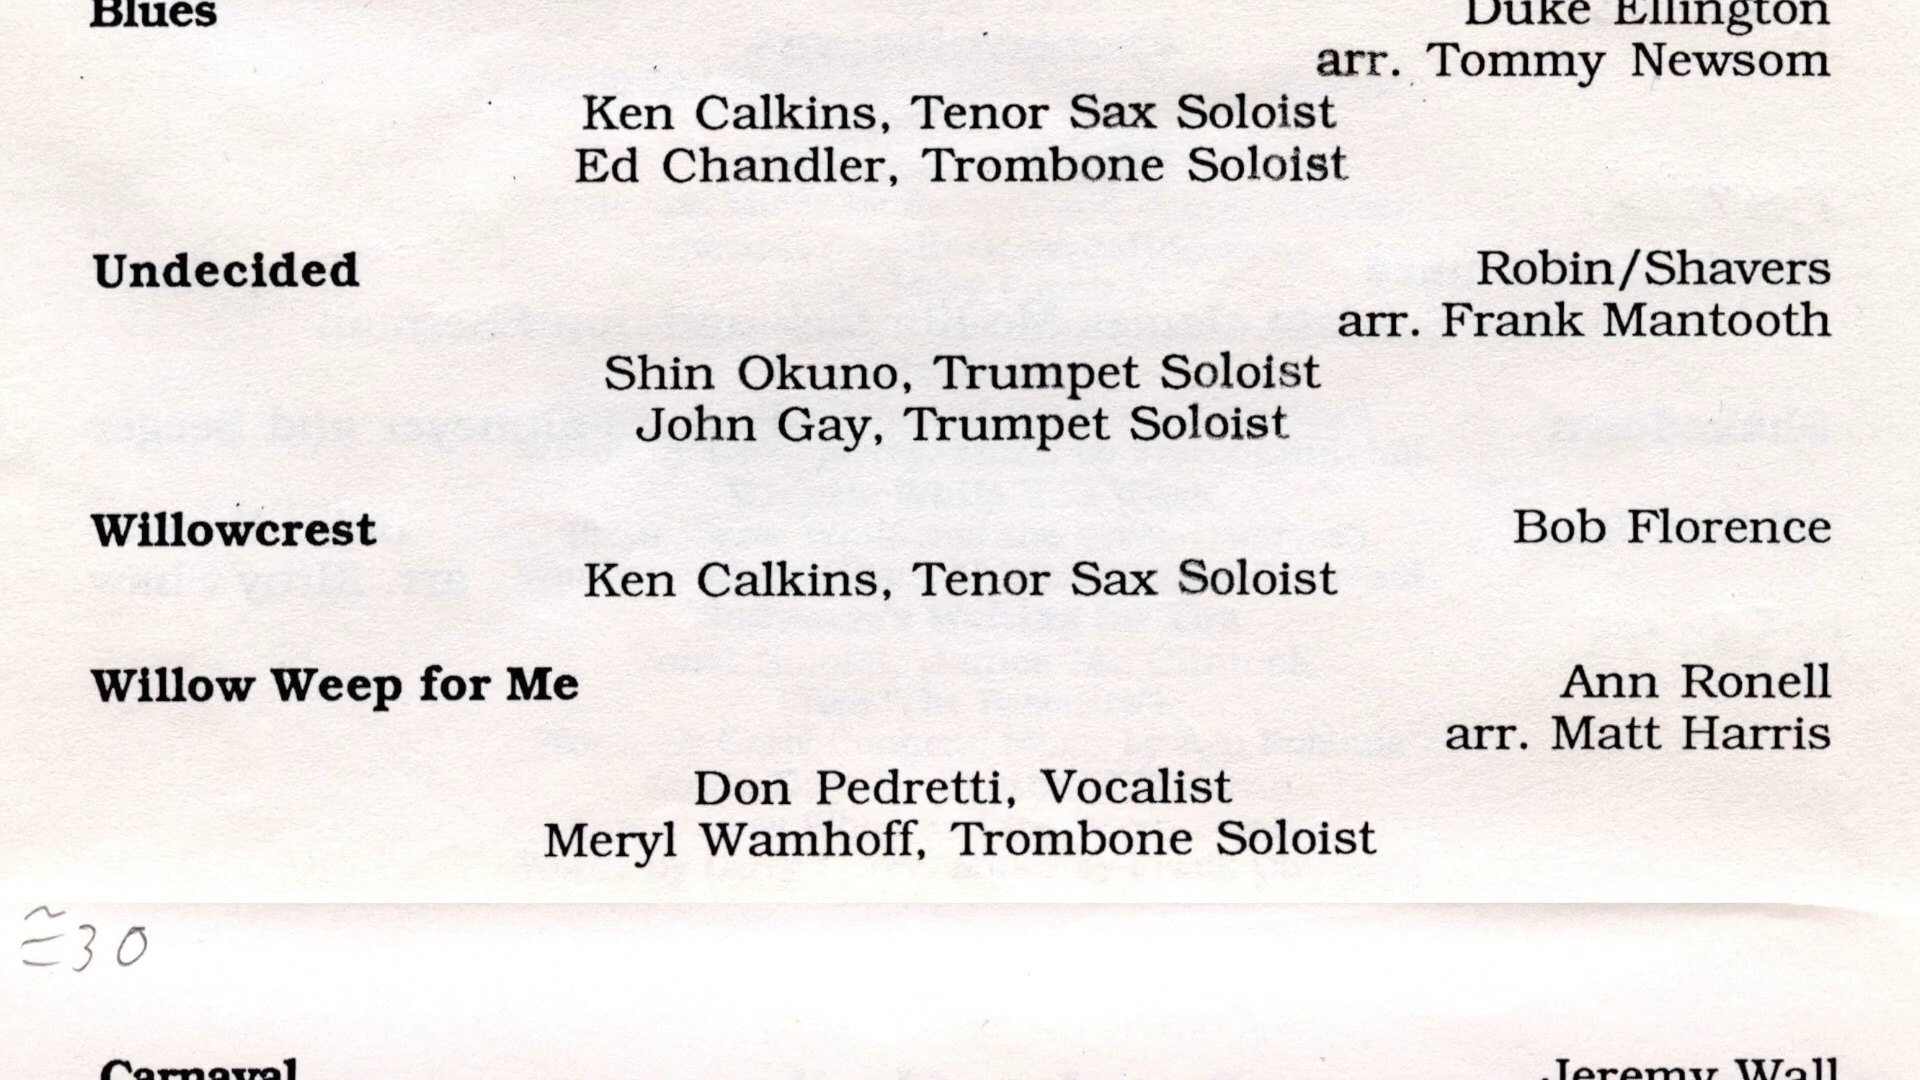 Blues Duke Ellington
arr. Tommy Newsom
Ken Calkins, Tenor Sax Soloist
Ed Chandler, Trombone Soloist
Undecided Robin/Shavers
arr. Frank Mantooth
Shin Okuno, Trumpet Soloist
John Gay, Trumpet Soloist
Willowcrest Bob Florence
Ken Calkins, Tenor Sax Soloist
Willow Weep for Me Ann Ronell
arr. Matt Harris
Don Pedretti, Vocalist
Meryl Wamhoff, Trombone Soloist
≅30
Carnaval Jeremy Wall